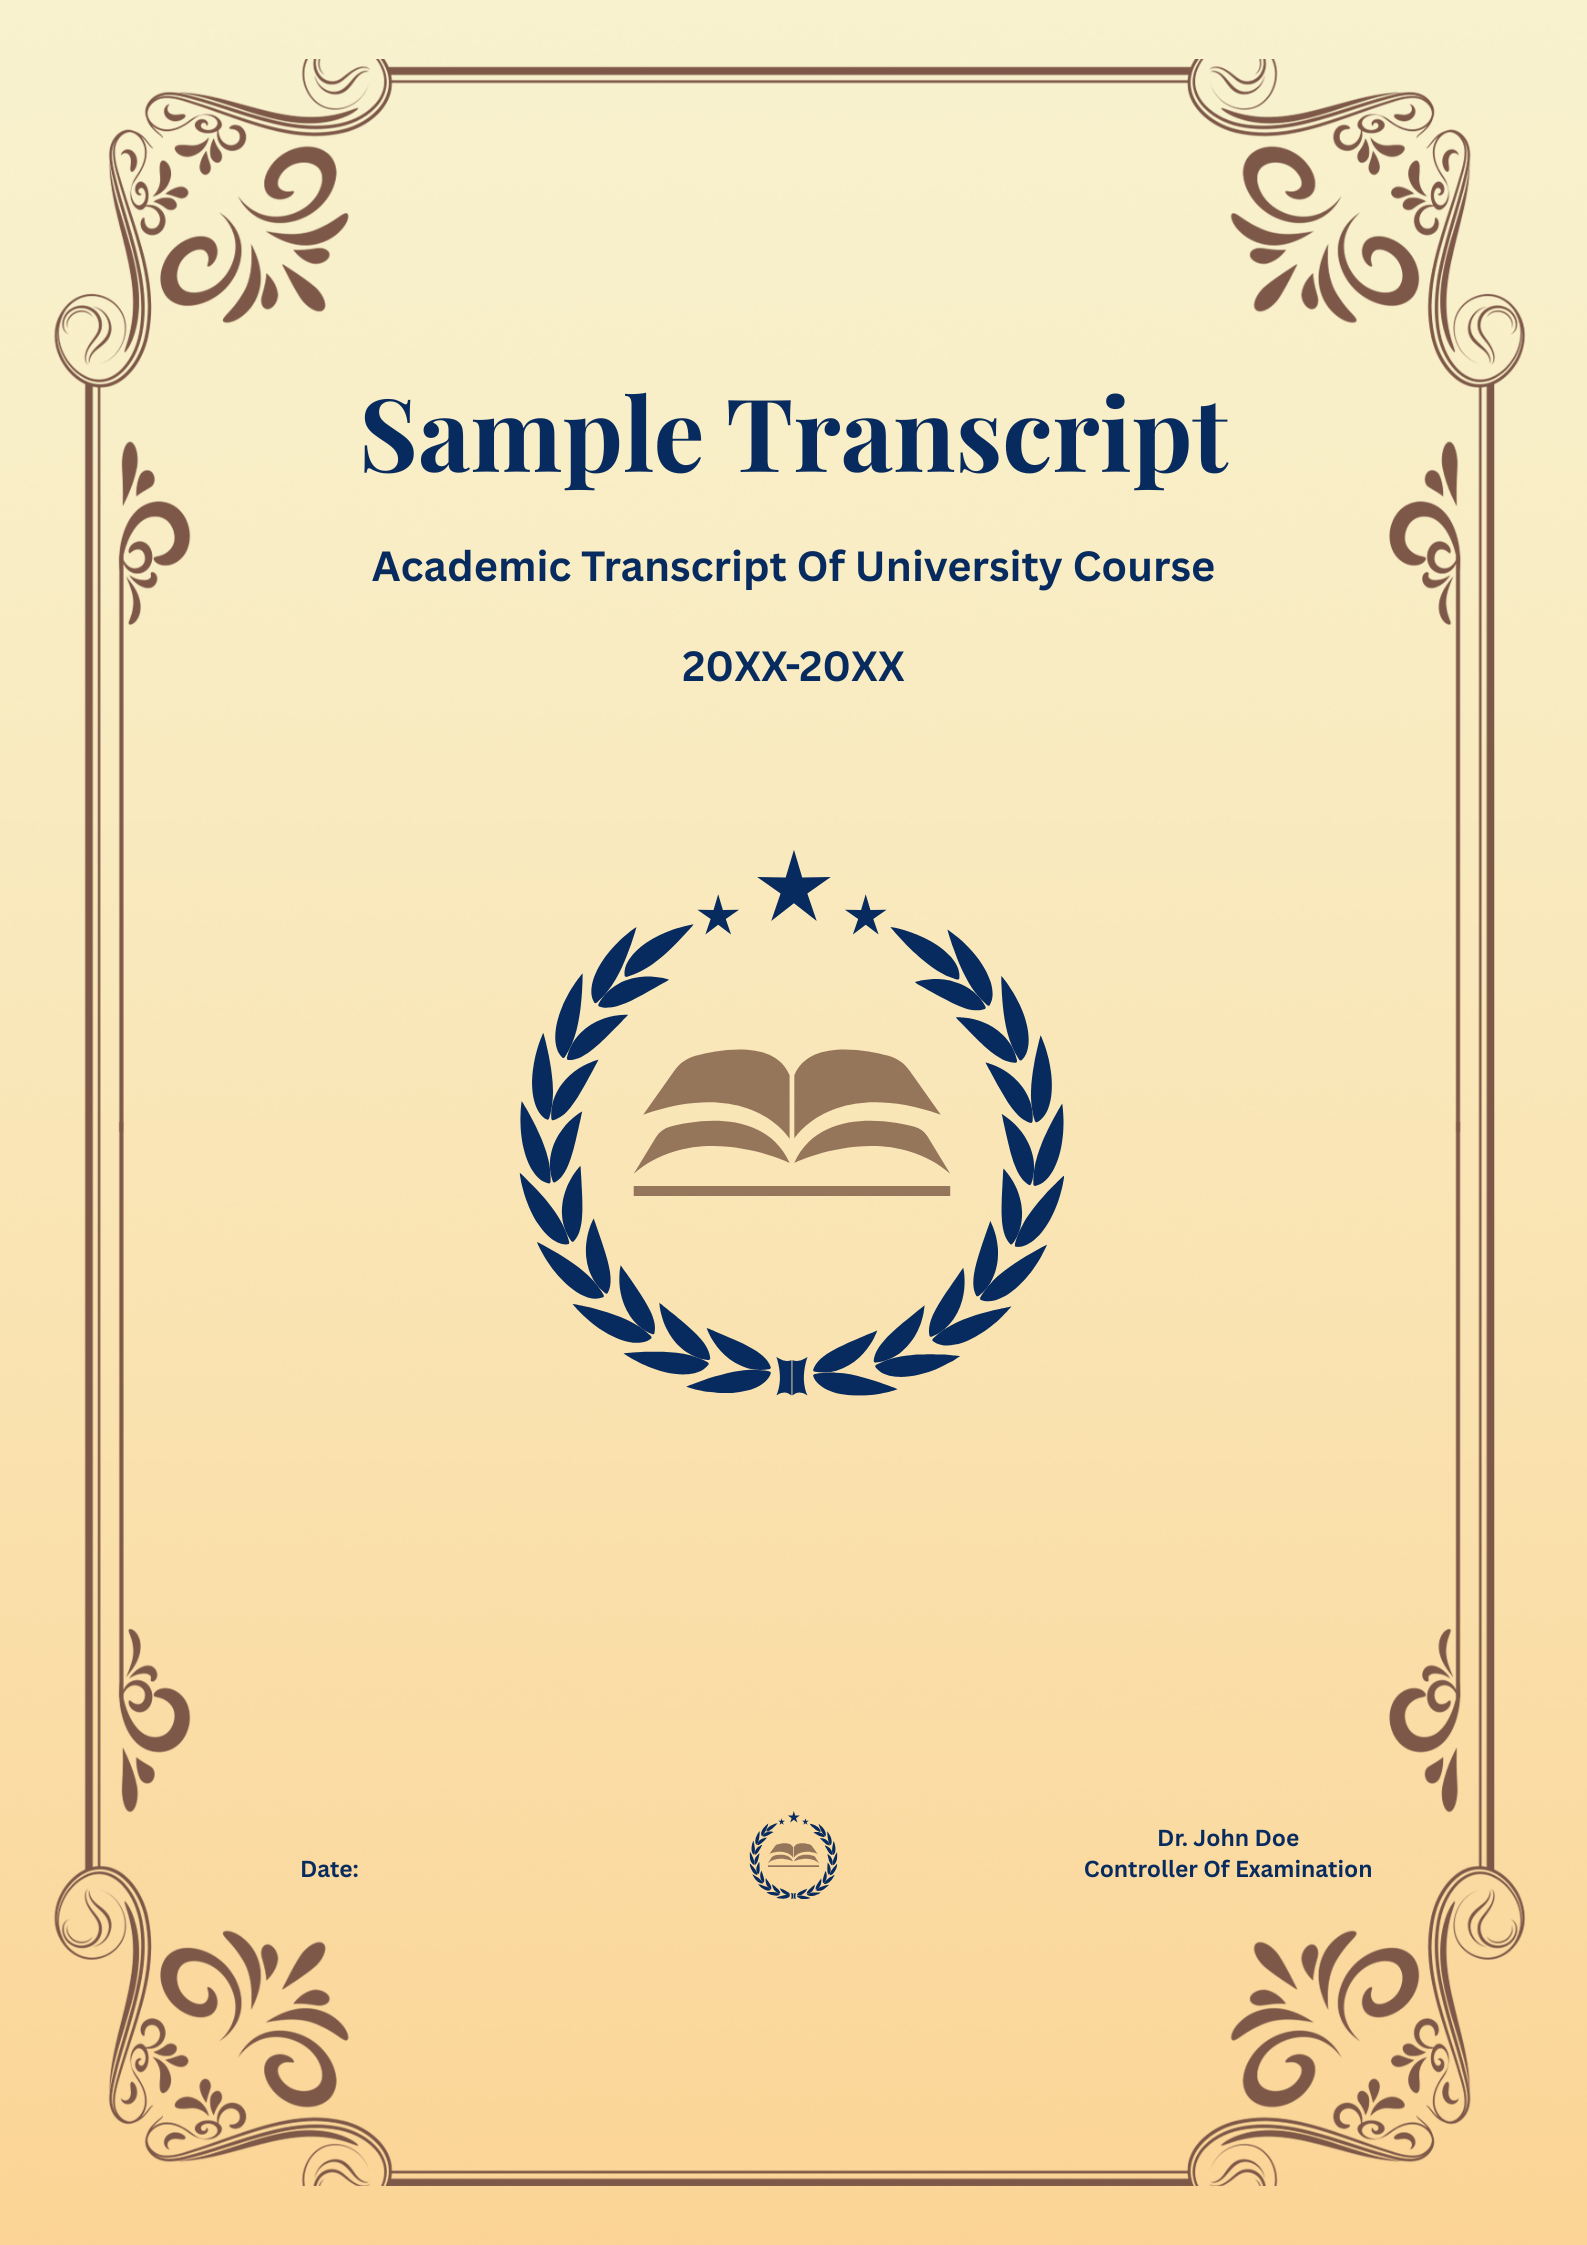 Sample Transcript
Academic Transcript Of University Course
20XX-20XX
Date:
Dr. John Doe
Controller Of Examination